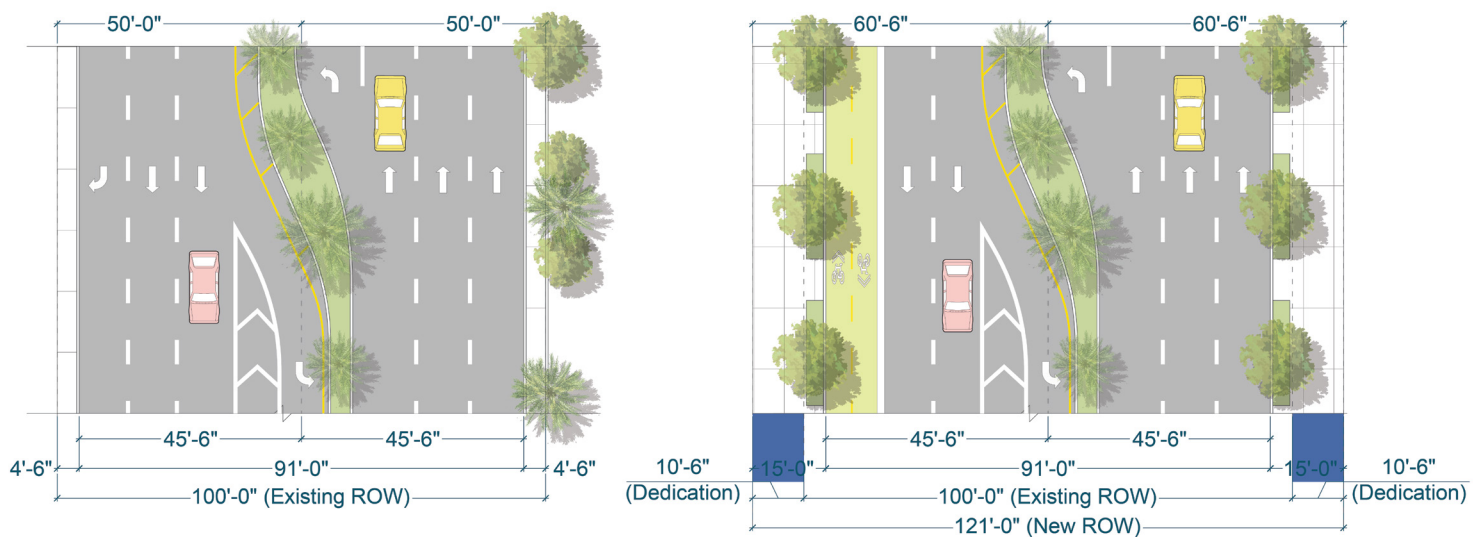 50'-0" 50'-0"
45'-6" 45'-6"
4'-6" 91'-0" 4'-6"
100'-0" (Existing ROW)
60'-6" 60'-6"
45'-6" 45'-6"
10'-6" 15'-0" 91'-0" 15'-0" 10'-6"
(Dedication) 100'-0" (Existing ROW) (Dedication)
121'-0" (New ROW)